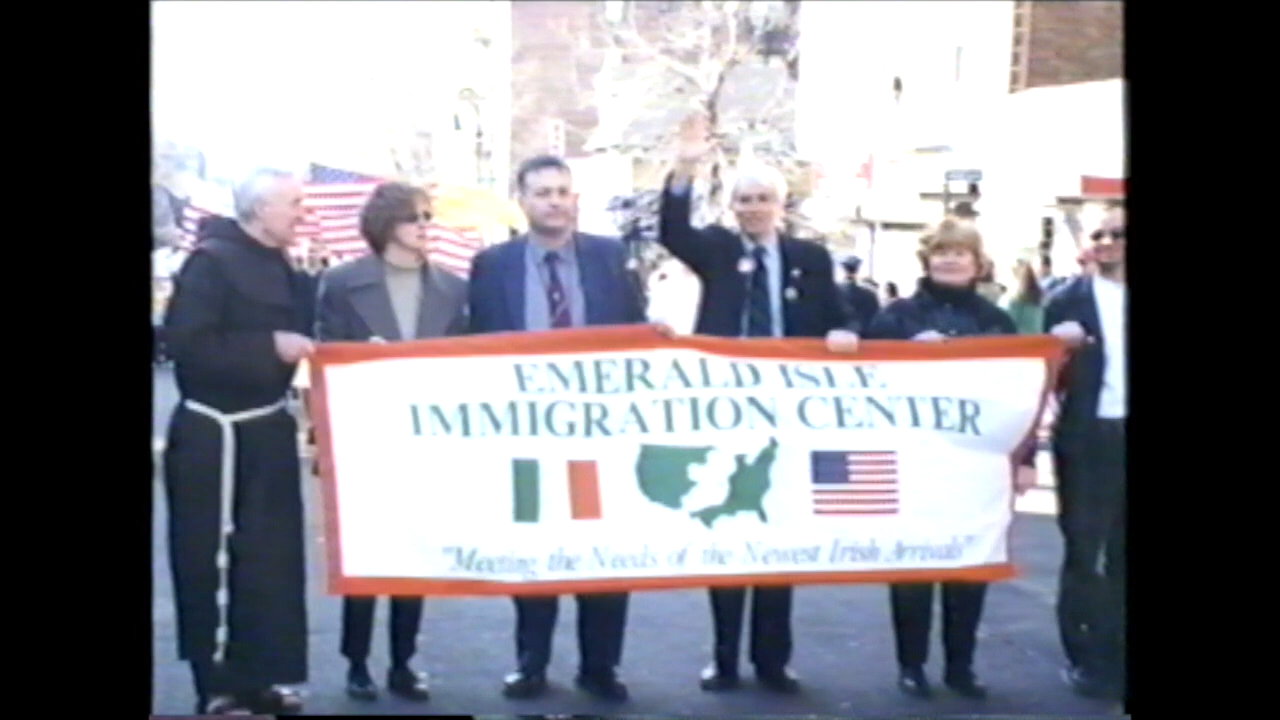 EMERALD ISLE
IMMIGRATION CENTER
"Meeting the Needs of the Newest Irish Arrivals"